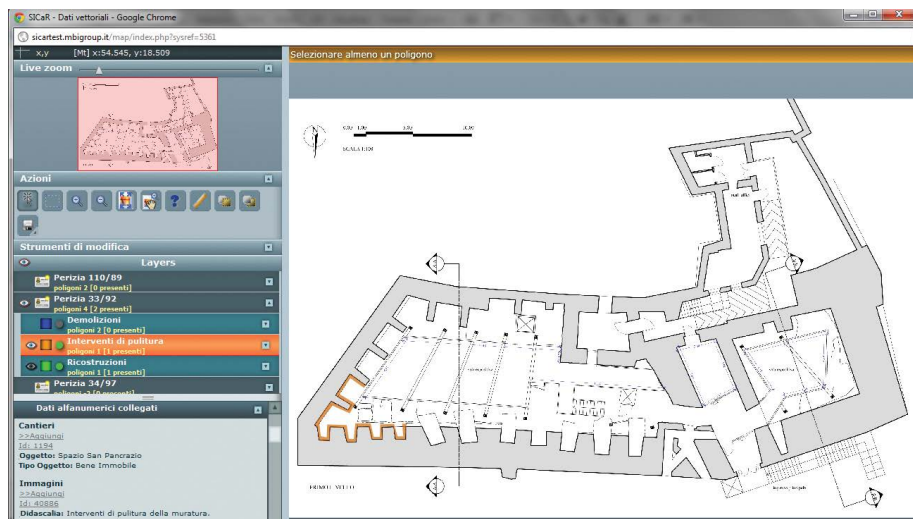 SICaR - Dati vettoriali - Google Chrome
sicartest.mbigroup.it/map/index.php?sysref=5361
x,y [Mt] x:54.545, y:18.509
Selezionare almeno un poligono
Live zoom
Azioni
Strumenti di modifica
Layers
Perizia 110/89
poligoni 2 [0 presenti]
Perizia 33/92
poligoni 4 [2 presenti]
Demolizioni
poligoni 2 [0 presenti]
Interventi di pulitura
poligoni 1 [1 presenti]
Ricostruzioni
poligoni 1 [1 presenti]
Perizia 34/97
Dati alfanumerici collegati
Cantieri
>>Aggiungi
Id: 1194
Oggetto: Spazio San Pancrazio
Tipo Oggetto: Bene Immobile
Immagini
>>Aggiungi
Id: 40886
Didascalia: Interventi di pulitura della muratura.
N